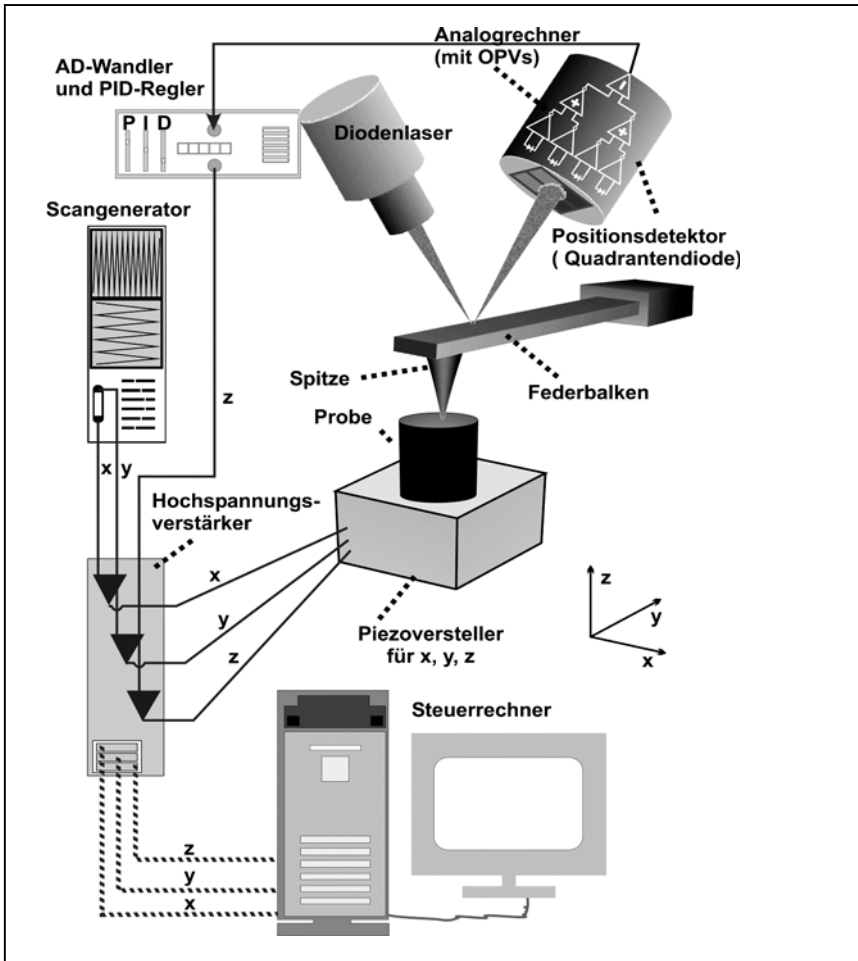 Analogrechner
(mit OPVs)
AD-Wandler
und PID-Regler
P I D
Diodenlaser
+
-
+
Scangenerator
Positionsdetektor
( Quadrantendiode)
Spitze
Federbalken
z
Probe
x y
Hochspannungs-
verstärker
x
y
z
Piezoversteller
für x, y, z
z
y
x
Steuerrechner
z
y
x